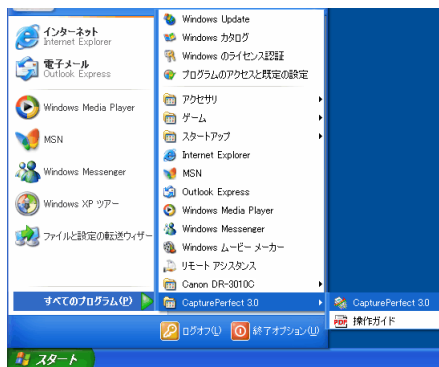 インターネット
Internet Explorer
電子メール
Outlook Express
Windows Media Player
MSN
Windows Messenger
Windows XP ツアー
ファイルと設定の転送ウィザー
すべてのプログラム(P)
Windows Update
Windows カタログ
Windows のライセンス認証
プログラムのアクセスと既定の設定
アクセサリ
ゲーム
スタートアップ
Internet Explorer
MSN
Outlook Express
Windows Media Player
Windows Messenger
Windows ムービー メーカー
リモート アシスタンス
Canon DR-3010C
CapturePerfect 3.0
CapturePerfect 3.0
PDF 操作ガイド
ログオフ(L)
終了オプション(U)
スタート